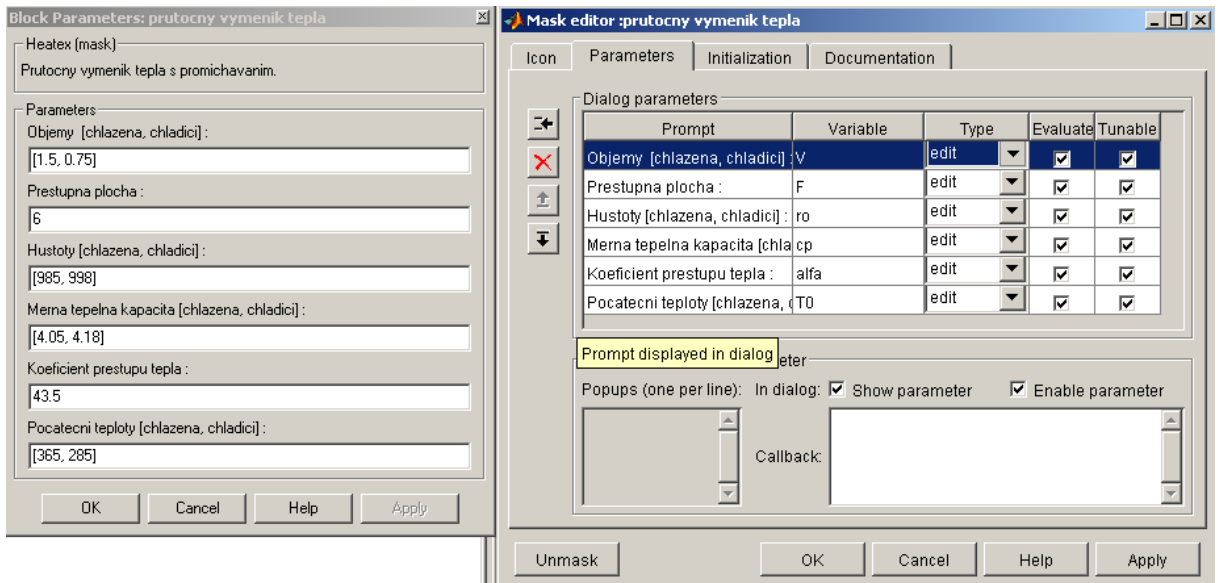 Block Parameters: prutocny vymenik tepla
Heatex (mask)
Prutocny vymenik tepla s promichavanim.
Parameters
Objemy [chlazena, chladici] :
[1.5, 0.75]
Prestupna plocha :
6
Hustoty [chlazena, chladici] :
[985, 998]
Merna tepelna kapacita [chlazena, chladici] :
[4.05, 4.18]
Koeficient prestupu tepla :
43.5
Pocatecni teploty [chlazena, chladici] :
[365, 285]
OK Cancel Help Apply
Mask editor :prutocny vymenik tepla
Icon Parameters Initialization Documentation
Dialog parameters
Prompt Variable Type Evaluate Tunable
Objemy [chlazena, chladici] : V edit
Prestupna plocha : F edit
Hustoty [chlazena, chladici] : ro edit
Merna tepelna kapacita [chla cp edit
Koeficient prestupu tepla : alfa edit
Pocatecni teploty [chlazena, T0 edit
Prompt displayed in dialog eter
Popups (one per line): In dialog: Show parameter Enable parameter
Callback:
Unmask OK Cancel Help Apply